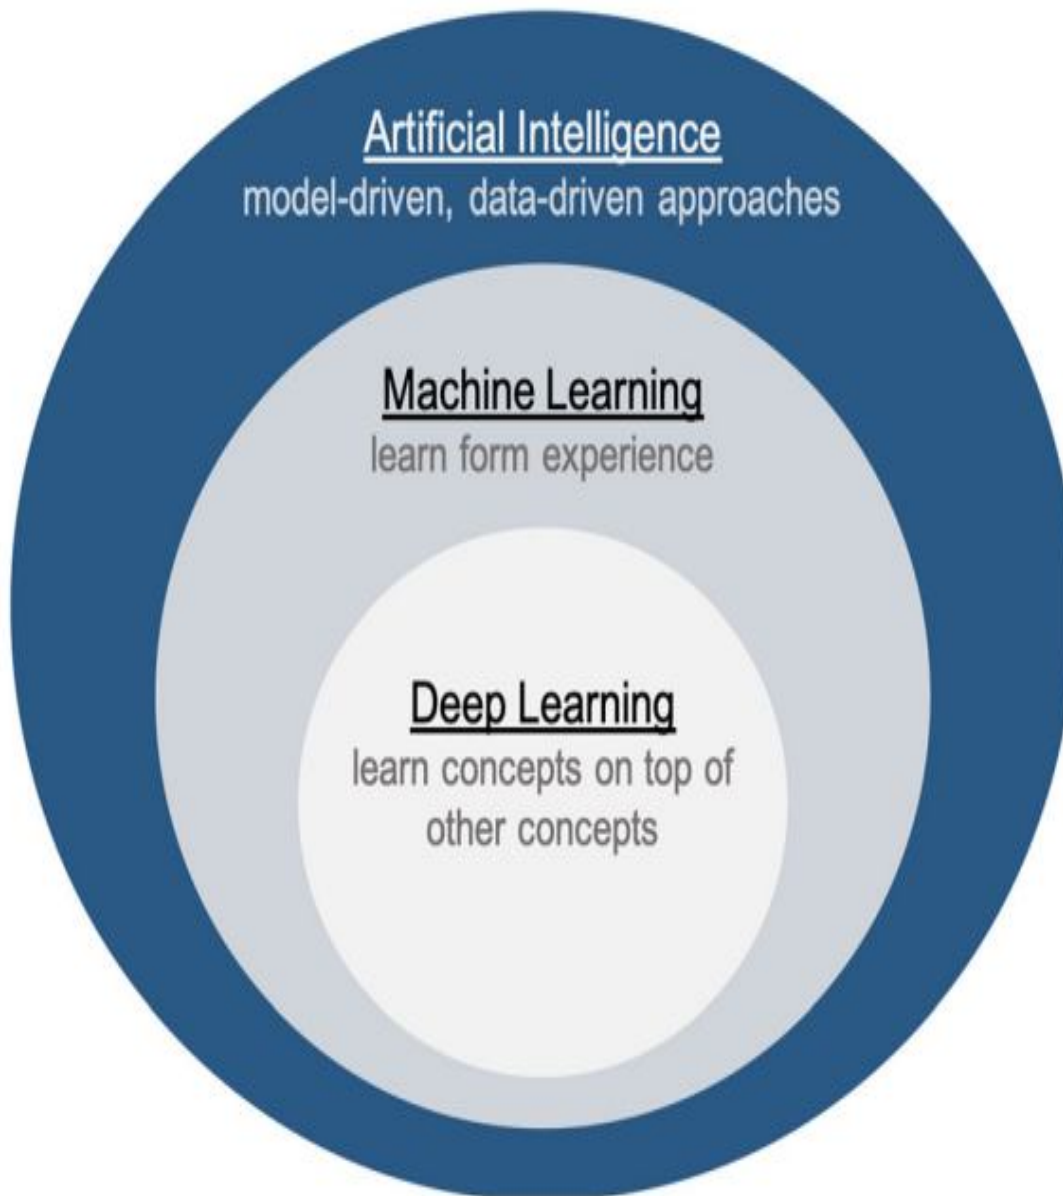 Artificial Intelligence
model-driven, data-driven approaches
Machine Learning
learn form experience
Deep Learning
learn concepts on top of
other concepts